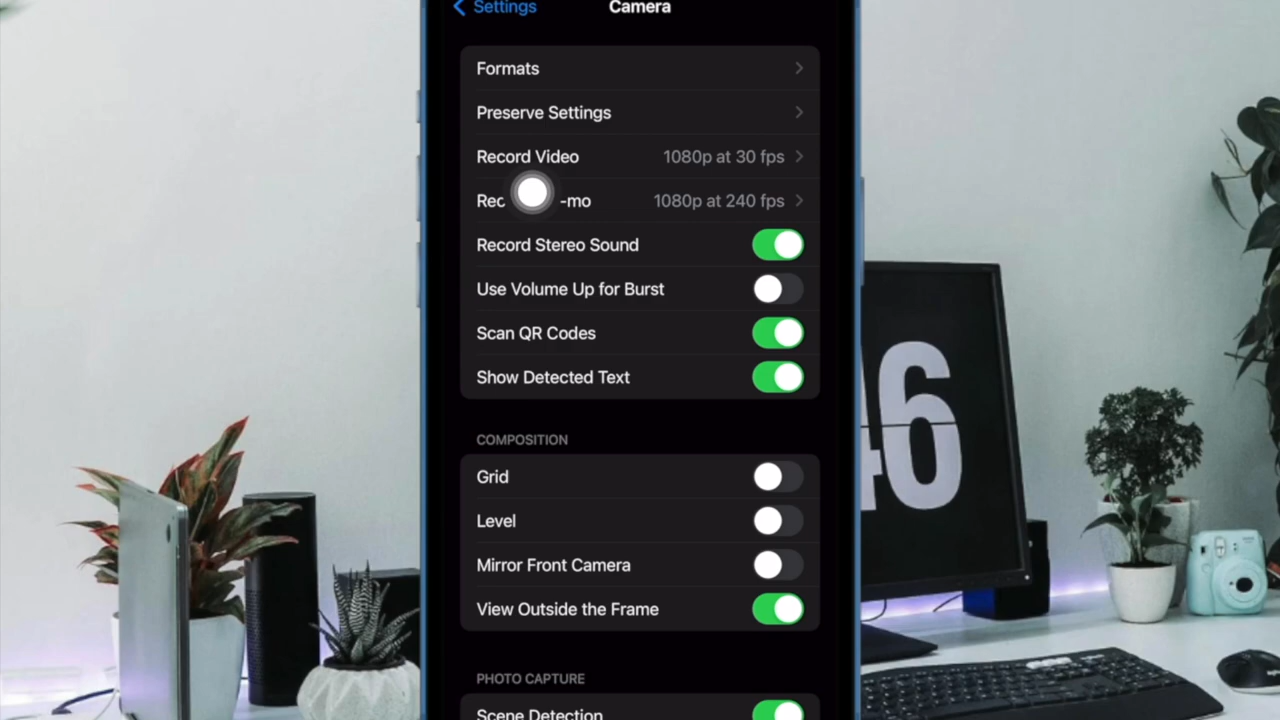 Settings
Camera
Formats
Preserve Settings
Record Video 1080p at 30 fps
Rec -mo 1080p at 240 fps
Record Stereo Sound
Use Volume Up for Burst
Scan QR Codes
Show Detected Text
COMPOSITION
Grid
Level
Mirror Front Camera
View Outside the Frame
46
PHOTO CAPTURE
Scene Detection